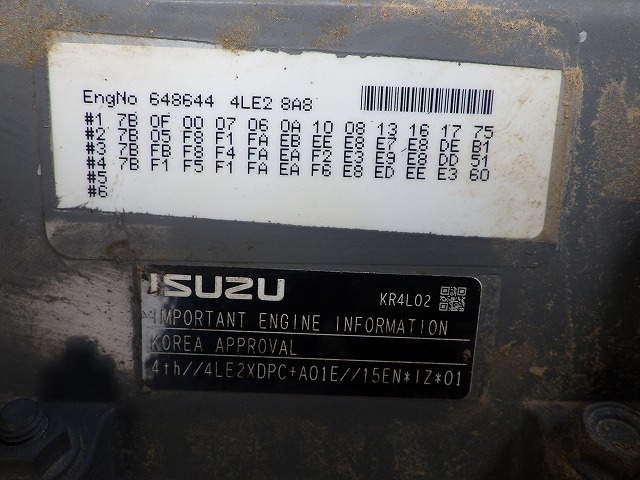 EngNo 648644 4LE2 8A8
#1 7B 0F 00 07 06 0A 10 08 13 16 17 75
#2 7B 05 F8 F1 FA EB EE E8 E7 E8 DE B1
#3 7B FB F8 F4 FA EA F2 E3 E9 E8 DD 51
#4 7B F1 F5 F1 FA EA F6 E8 ED EE E3 60
#5
#6
ISUZU
KR4L02
IMPORTANT ENGINE INFORMATION
KOREA APPROVAL
4th//4LE2XDPC+A01E//15EN*IZ*01